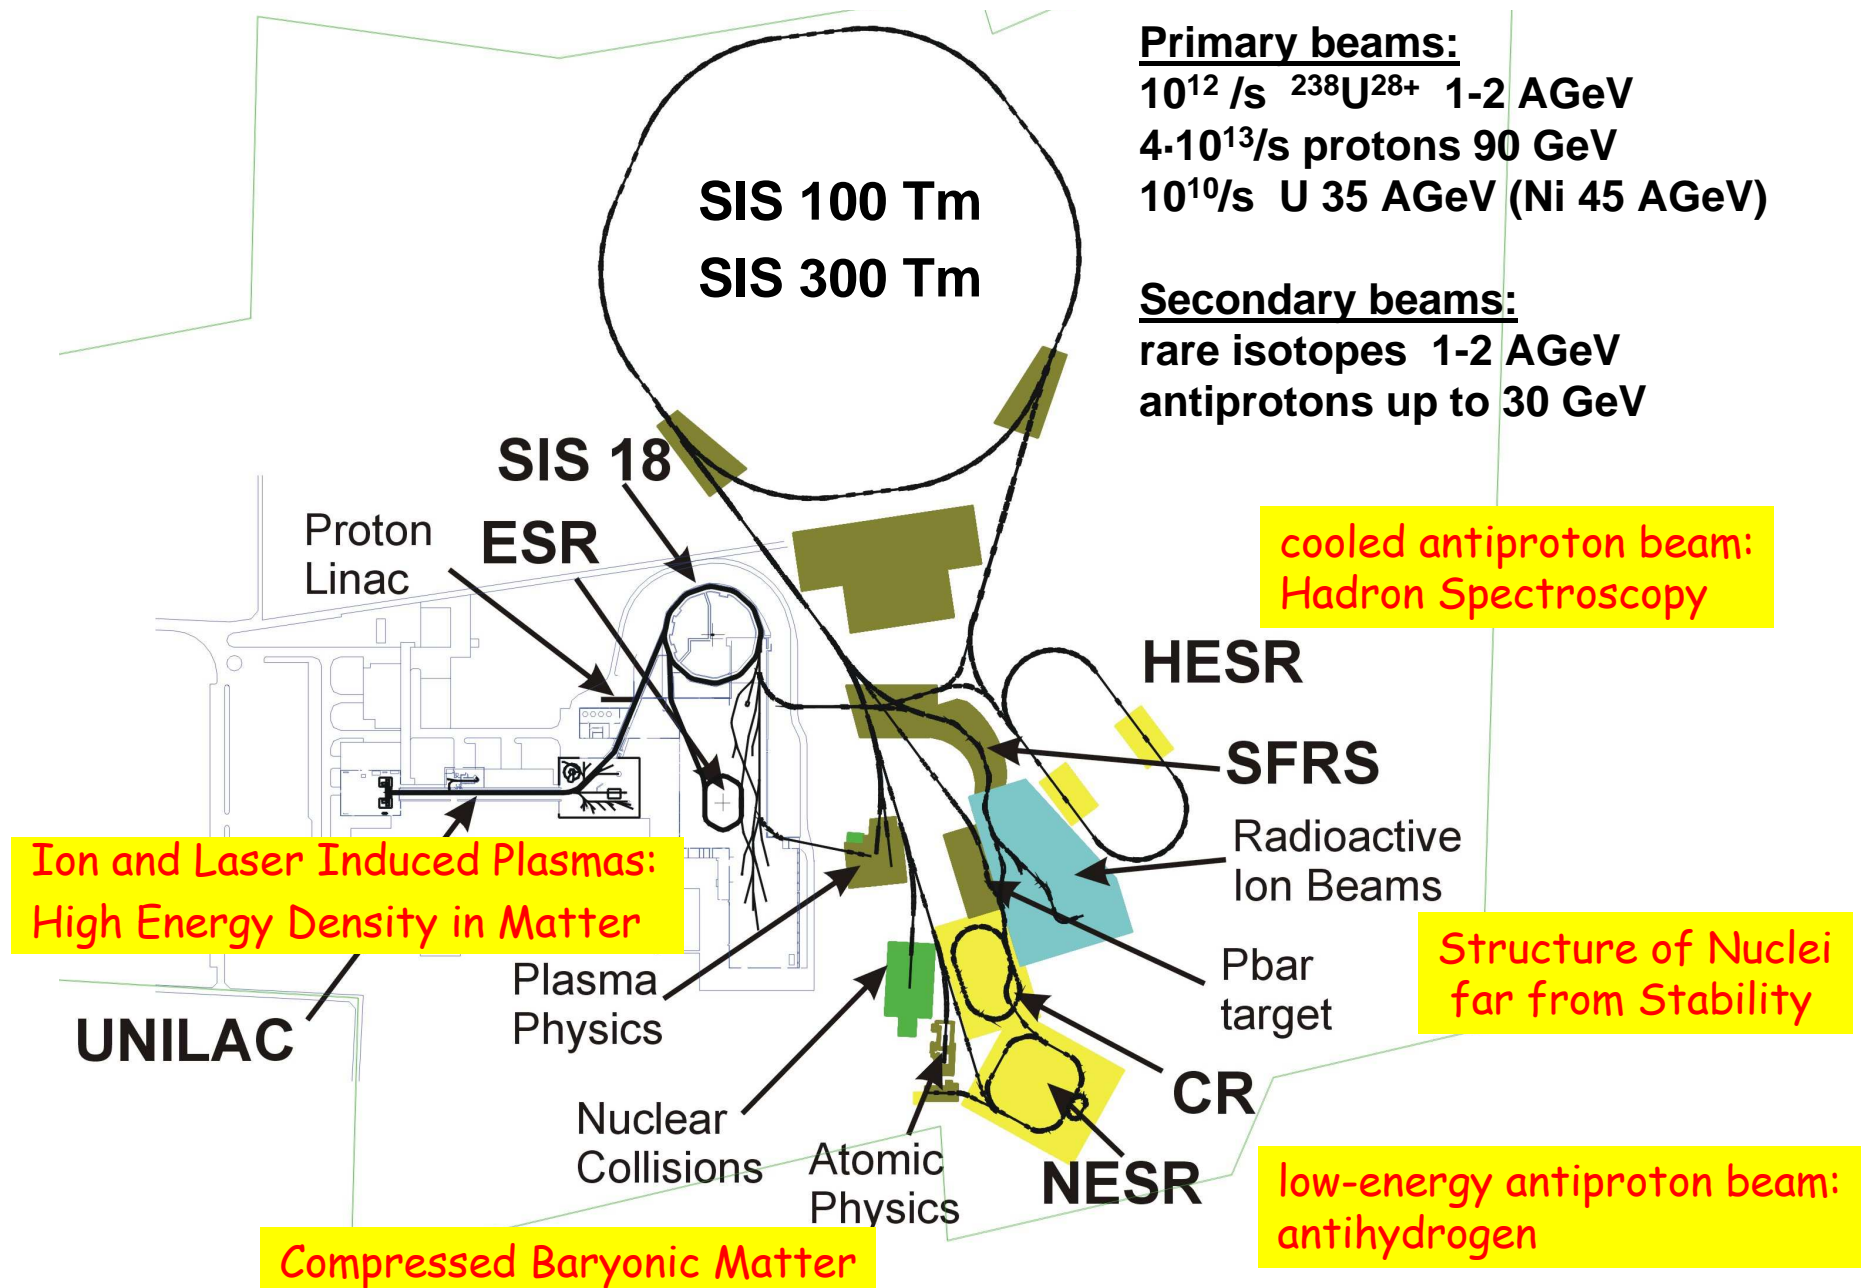 Primary beams:
10¹² /s ²³⁸U²⁸⁺ 1-2 AGeV
4·10¹³/s protons 90 GeV
10¹⁰/s U 35 AGeV (Ni 45 AGeV)
SIS 100 Tm
SIS 300 Tm
Secondary beams:
rare isotopes 1-2 AGeV
antiprotons up to 30 GeV
SIS 18
Proton
Linac
ESR
cooled antiproton beam:
Hadron Spectroscopy
HESR
SFRS
Radioactive
Ion Beams
Ion and Laser Induced Plasmas:
High Energy Density in Matter
Structure of Nuclei
far from Stability
Plasma
Physics
Pbar
target
UNILAC
CR
Nuclear
Collisions
Atomic
Physics
NESR
low-energy antiproton beam:
antihydrogen
Compressed Baryonic Matter